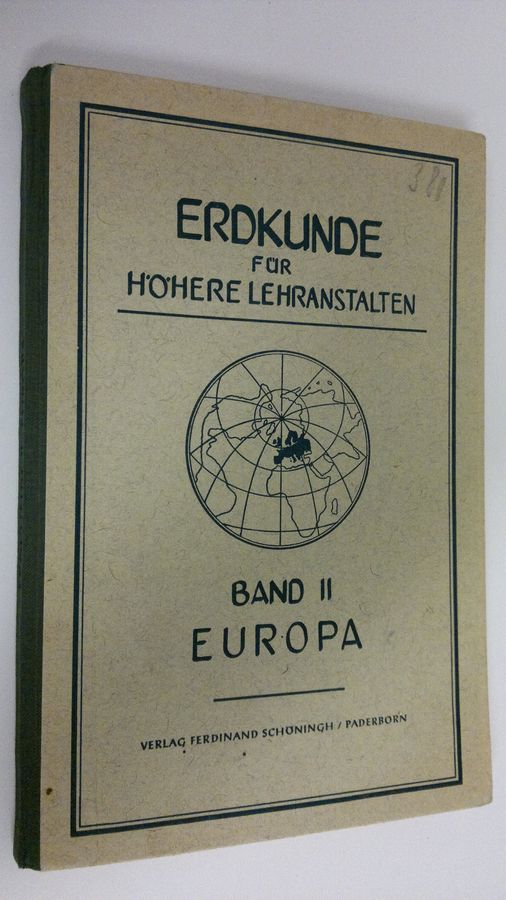 ERDKUNDE
FÜR
HÖHERE LEHRANSTALTEN
BAND II
EUROPA
VERLAG FERDINAND SCHÖNINGH / PADERBORN